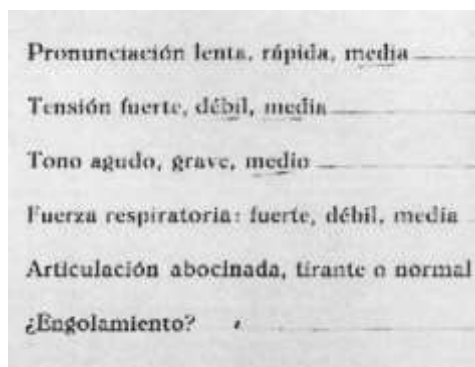 Pronunciación lenta, rápida, media
Tensión fuerte, débil, media
Tono agudo, grave, medio
Fuerza respiratoria: fuerte, débil, media
Articulación abocinada, tirante o normal
¿Engolamiento?